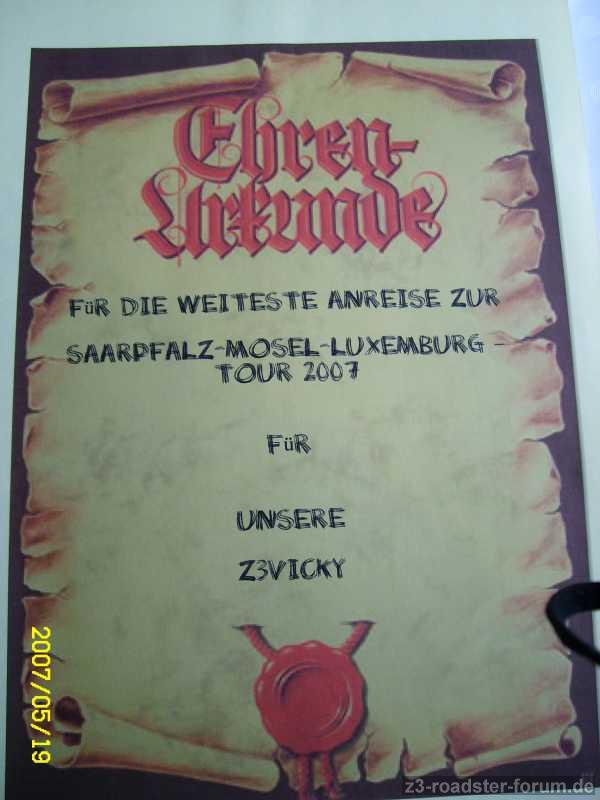 Ehren-
Urkunde
FüR DIE WEITESTE ANREISE ZUR
SAARPFALZ-MOSEL-LUXEMBURG -
TOUR 2007
FüR
UNSERE
Z3VICKY
2007/05/19
z3-roadster-forum.de